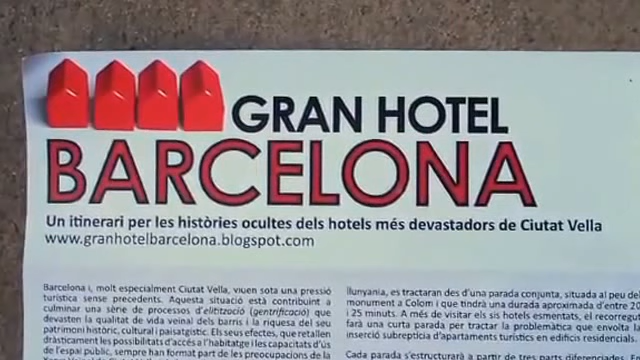 GRAN HOTEL
BARCELONA
Un itinerari per les històries ocultes dels hotels més devastadors de Ciutat Vella
www.granhotelbarcelona.blogspot.com
Barcelona i, molt especialment Ciutat Vella, viuen sota una pressió
turística sense precedents. Aquesta situació està contribuint a
culminar una sèrie de processos d'elitizació (gentrificació) que
devasten la qualitat de vida veïnal dels barris i la riquesa del seu
patrimoni històric, cultural i paisatgístic. Els seus efectes, que retallen
dràsticament les possibilitats d'accés a l'habitatge i les capacitats d'ús
de l'espai públic, sempre han format part de les preocupacions de la
llunyania, es tractaran des d'una parada conjunta, situada al peu del
monument a Colom i que tindrà una durada aproximada d'entre 20
i 25 minuts. A més de visitar els sis hotels esmentats, el recorregut
farà una curta parada per tractar la problemàtica que envolta l
inserció subreptícia d'apartaments turístics en edificis residencials.
Cada parada s'estructurarà a partir de tres parts diferenciades